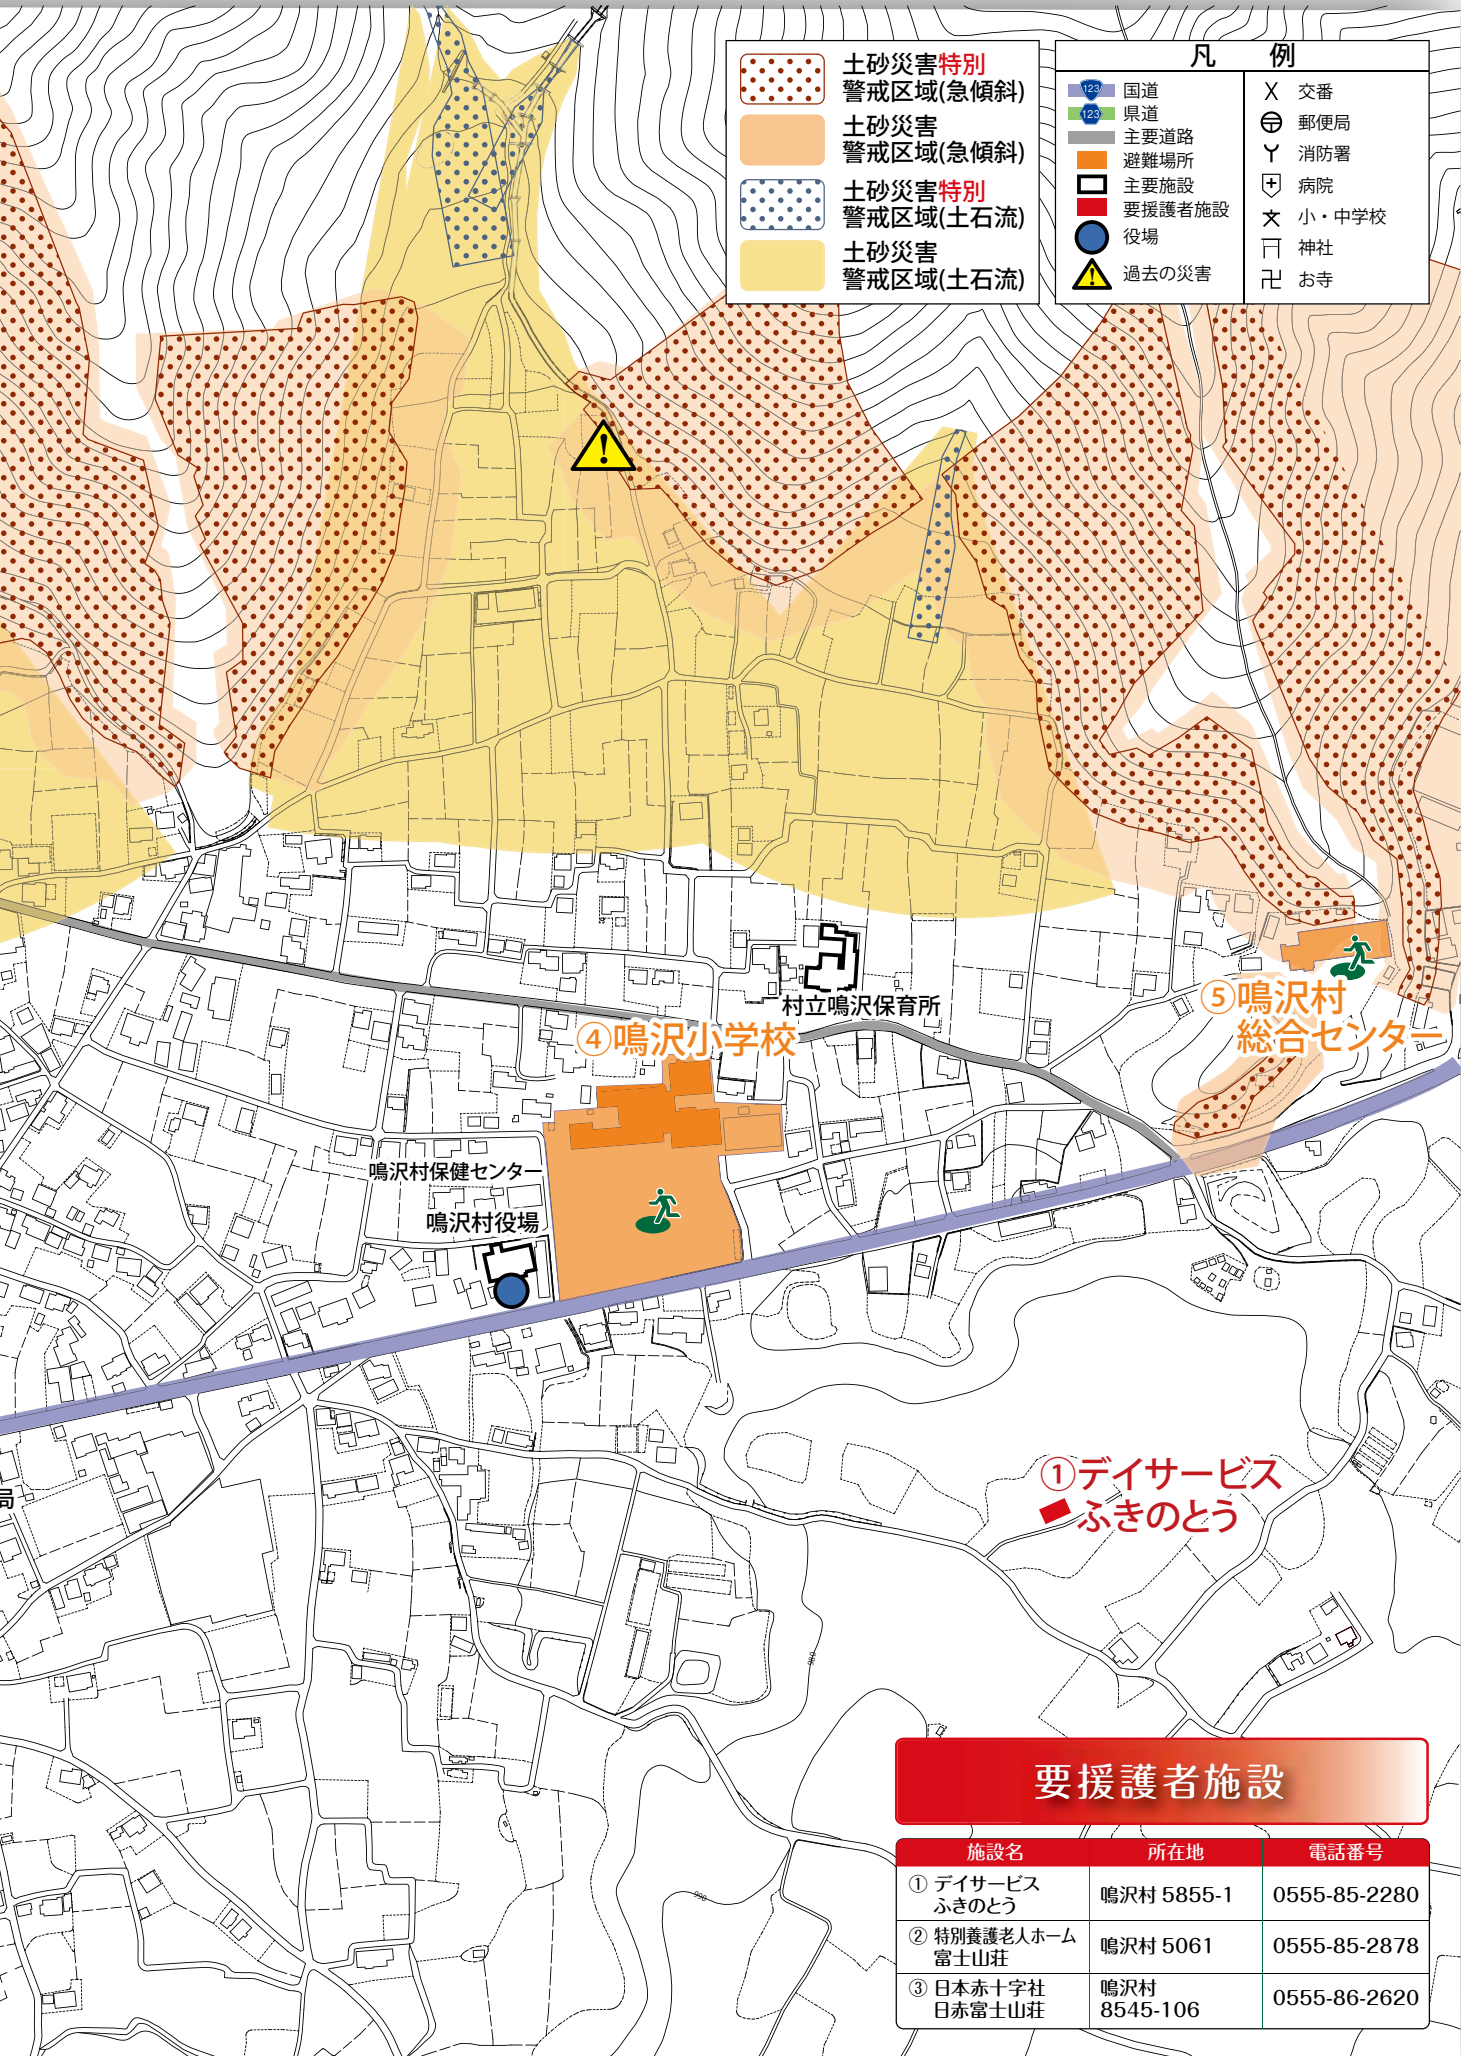 土砂災害特別
警戒区域(急傾斜)
土砂災害
警戒区域(急傾斜)
土砂災害特別
警戒区域(土石流)
土砂災害
警戒区域(土石流)
凡 例
123
国道
123
県道
主要道路
避難場所
主要施設
要援護者施設
役場
過去の災害
交番
郵便局
消防署
病院
小・中学校
神社
お寺
村立鳴沢保育所
④鳴沢小学校
⑤鳴沢村
総合センター
鳴沢村保健センター
鳴沢村役場
局
①デイサービス
ふきのとう
980
990
要援護者施設
施設名 所在地 電話番号
① デイサービス
ふきのとう
鳴沢村 5855-1
0555-85-2280
② 特別養護老人ホーム
富士山荘
鳴沢村 5061
0555-85-2878
③ 日本赤十字社
日赤富士山荘
鳴沢村
8545-106
0555-86-2620